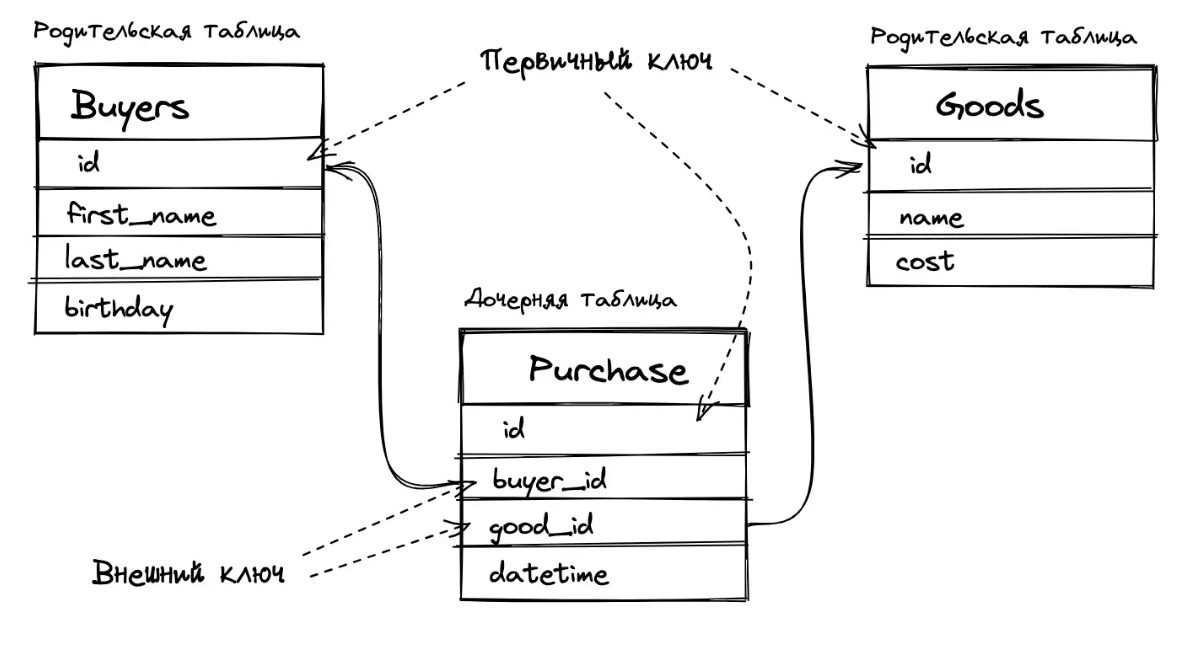 Родительская таблица
Buyers
id
first_name
last_name
birthday
Первичный ключ
Родительская таблица
Goods
id
name
cost
Дочерняя таблица
Purchase
id
buyer_id
good_id
datetime
Внешний ключ